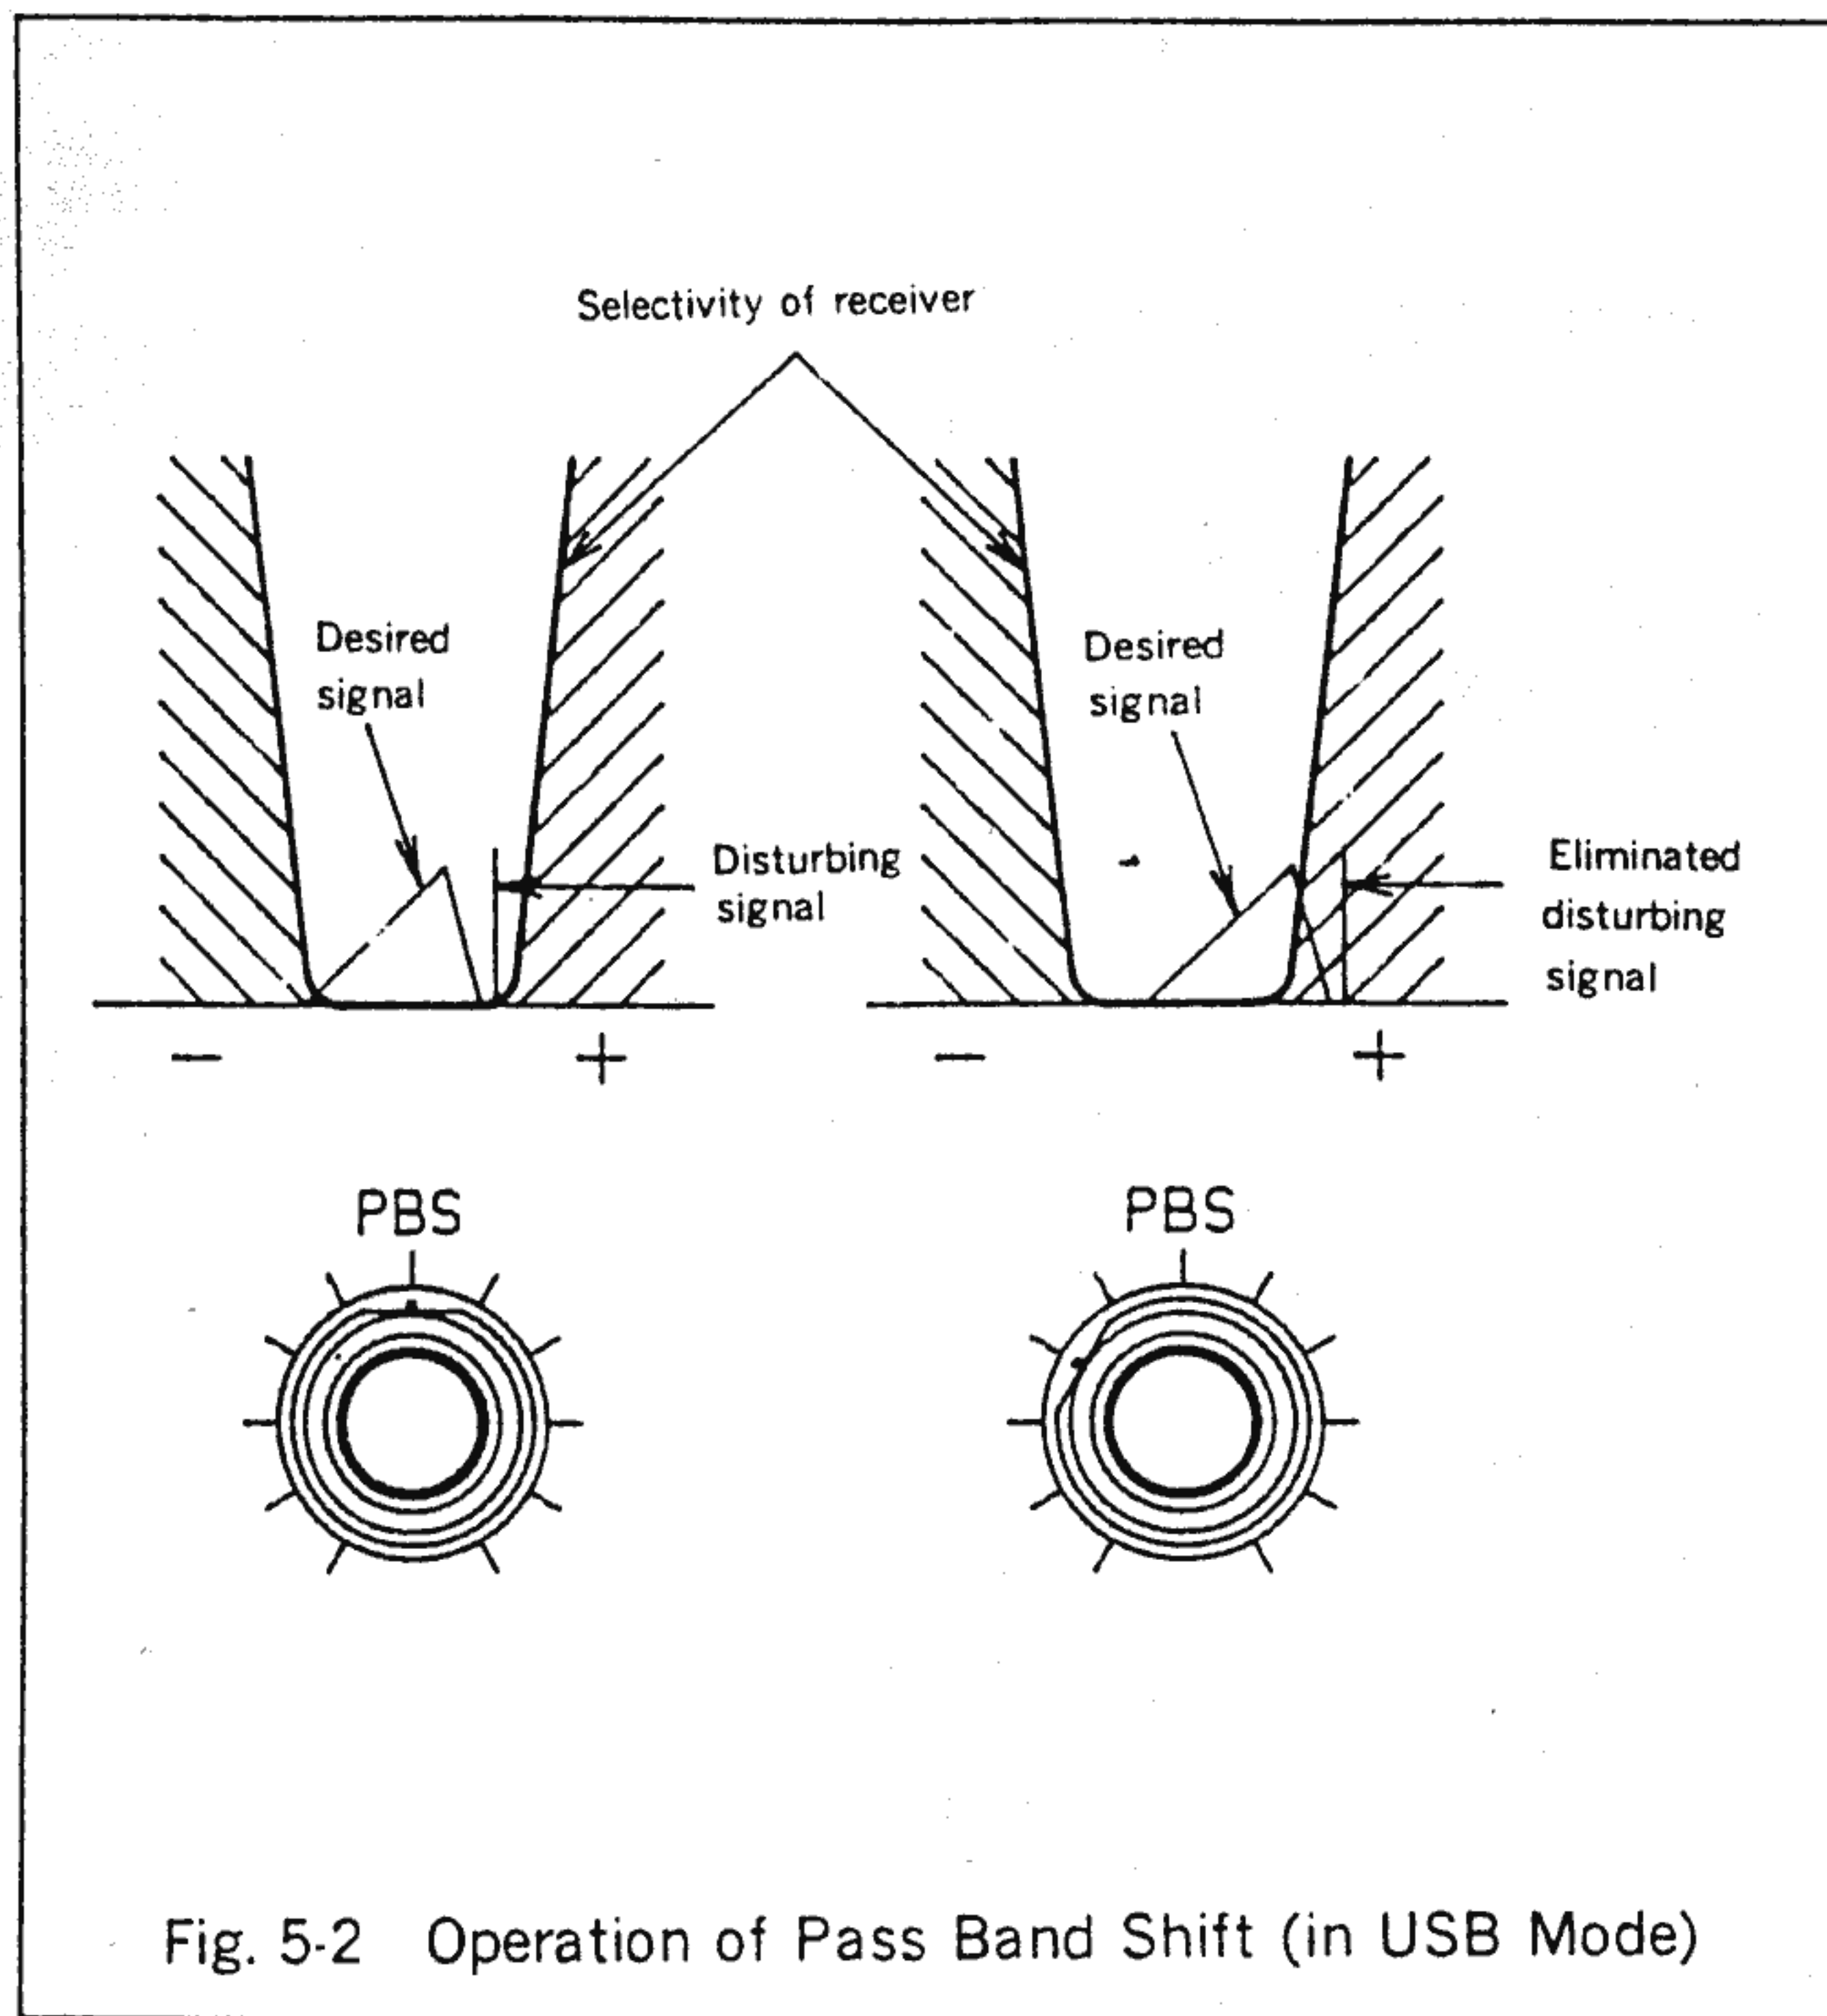 Selectivity of receiver
Desired
signal
Disturbing
signal
Desired
signal
Eliminated
disturbing
signal
− +
− +
PBS
PBS
Fig. 5-2 Operation of Pass Band Shift (in USB Mode)